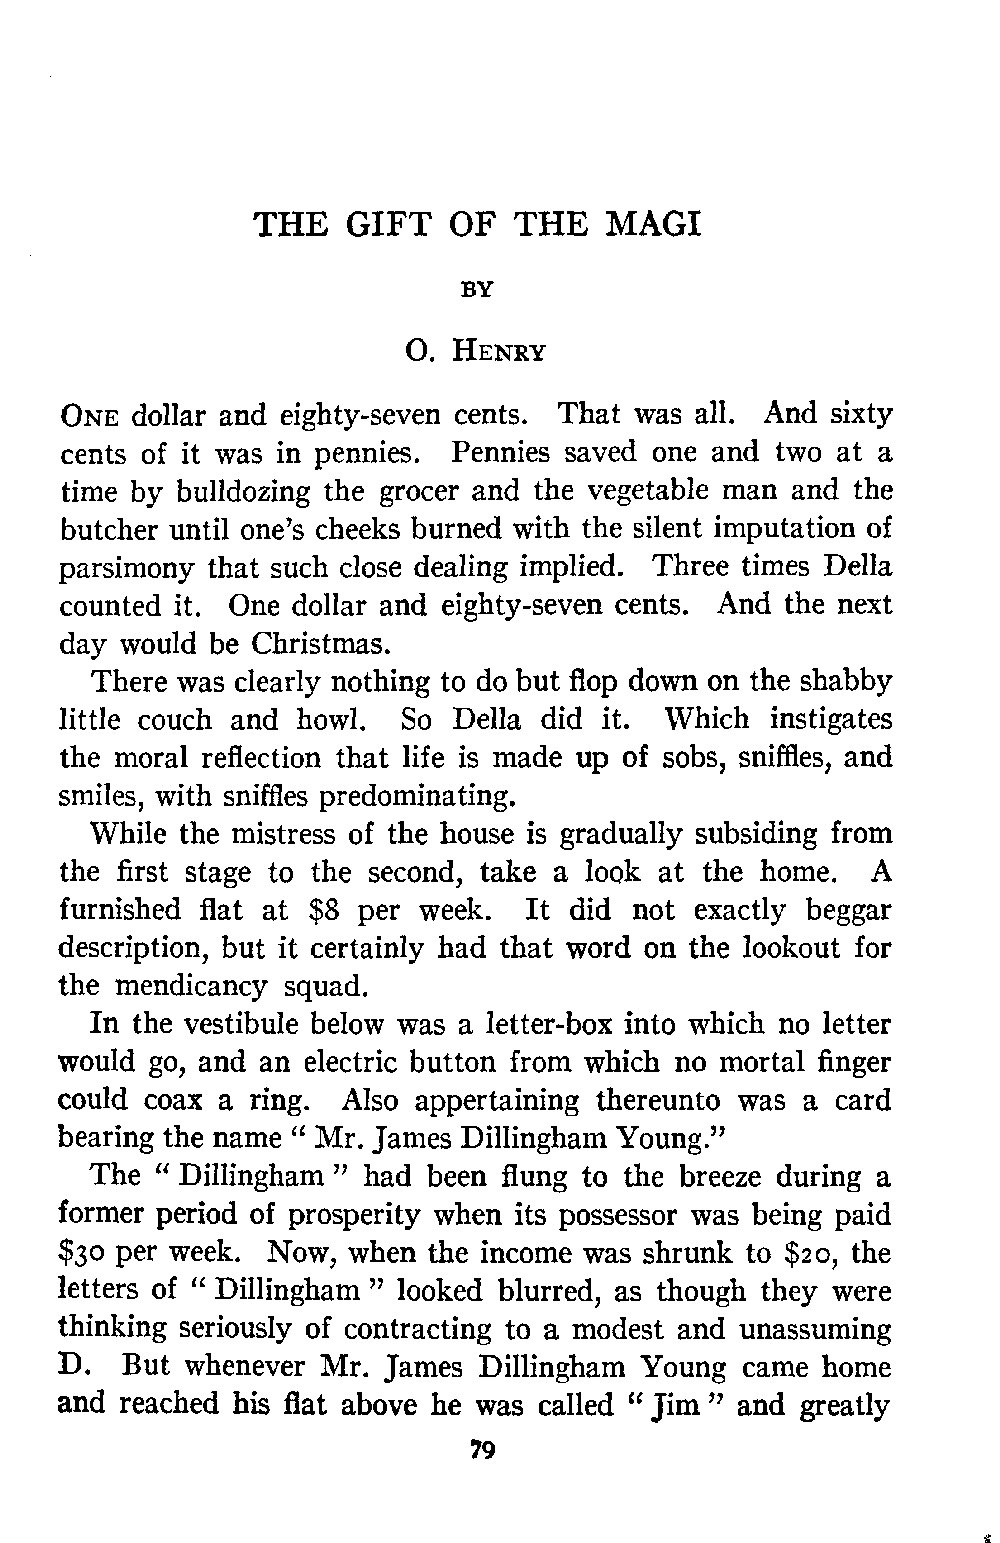 THE GIFT OF THE MAGI
BY
O. HENRY
ONE dollar and eighty-seven cents. That was all. And sixty
cents of it was in pennies. Pennies saved one and two at a
time by bulldozing the grocer and the vegetable man and the
butcher until one's cheeks burned with the silent imputation of
parsimony that such close dealing implied. Three times Della
counted it. One dollar and eighty-seven cents. And the next
day would be Christmas.
There was clearly nothing to do but flop down on the shabby
little couch and howl. So Della did it. Which instigates
the moral reflection that life is made up of sobs, sniffles, and
smiles, with sniffles predominating.
While the mistress of the house is gradually subsiding from
the first stage to the second, take a look at the home. A
furnished flat at $8 per week. It did not exactly beggar
description, but it certainly had that word on the lookout for
the mendicancy squad.
In the vestibule below was a letter-box into which no letter
would go, and an electric button from which no mortal finger
could coax a ring. Also appertaining thereunto was a card
bearing the name “ Mr. James Dillingham Young.”
The “ Dillingham ” had been flung to the breeze during a
former period of prosperity when its possessor was being paid
$30 per week. Now, when the income was shrunk to $20, the
letters of “ Dillingham ” looked blurred, as though they were
thinking seriously of contracting to a modest and unassuming
D. But whenever Mr. James Dillingham Young came home
and reached his flat above he was called “ Jim ” and greatly
79